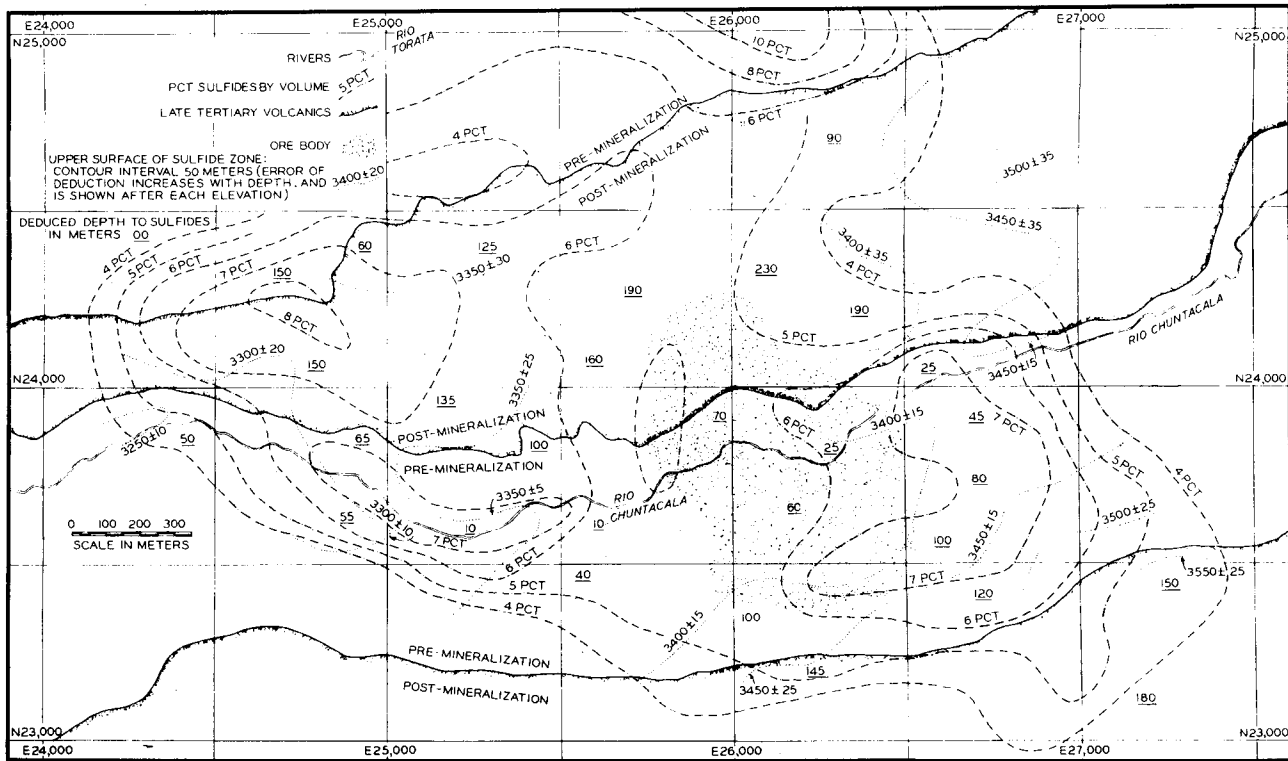 E24,000
E25,000
E26,000
E27,000
N25,000
N25,000
RIO
TORATA
RIVERS
PCT SULFIDES BY VOLUME
5 PCT
LATE TERTIARY VOLCANICS
ORE BODY
UPPER SURFACE OF SULFIDE ZONE:
CONTOUR INTERVAL 50 METERS (ERROR OF
DEDUCTION INCREASES WITH DEPTH, AND
IS SHOWN AFTER EACH ELEVATION)
3400±20
DEDUCED DEPTH TO SULFIDES
IN METERS 00
10 PCT
8 PCT
6 PCT
4 PCT
PRE-MINERALIZATION
POST-MINERALIZATION
90
3500±35
3450±35
3400±35
4 PCT
4 PCT
5 PCT
6 PCT
7 PCT
150
60
125
3350±30
6 PCT
190
230
190
5 PCT
8 PCT
3300±20
150
135
3350±25
160
RIO CHUNTACALA
N24,000
N24,000
25
3450±15
3250±10
50
65
POST-MINERALIZATION
PRE-MINERALIZATION
100
70
6 PCT
25
3400±15
45
7 PCT
5 PCT
4 PCT
55
3300±10
3350±5
10
7 PCT
6 PCT
RIO
CHUNTACALA
10
60
80
100
3450±15
3500±25
0 100 200 300
SCALE IN METERS
5 PCT
4 PCT
40
7 PCT
120
6 PCT
150
3550±25
3400±15
100
PRE-MINERALIZATION
POST-MINERALIZATION
145
3450±25
180
N23,000
N23,000
E24,000
E25,000
E26,000
E27,000